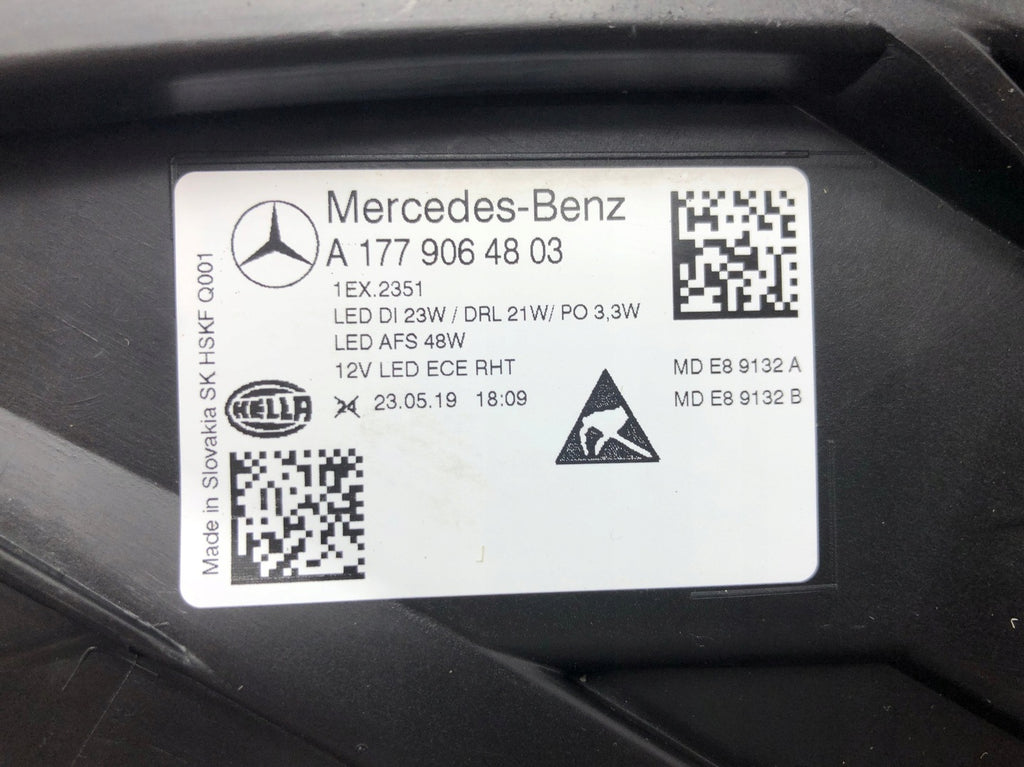 Mercedes-Benz
A 177 906 48 03
1EX.2351
LED DI 23W / DRL 21W/ PO 3,3W
LED AFS 48W
12V LED ECE RHT
23.05.19 18:09
MD E8 9132 A
MD E8 9132 B
HELLA
Made in Slovakia SK HSKF Q001